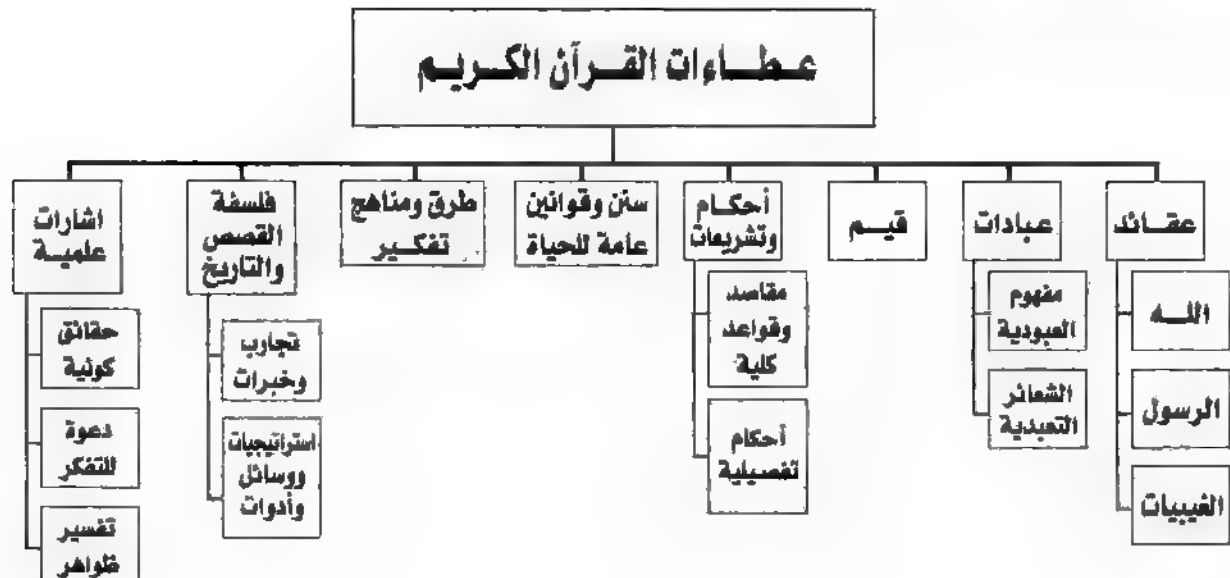 عطاءات القرآن الكريم
عقائد
الله
الرسول
الغيبيات
عبادات
مفهوم
العبودية
الشعائر
التعبدية
قيم
أحكام
وتشريعات
مقاصد
وقواعد
كلية
أحكام
تفصيلية
سنن وقوانين
عامة للحياة
طرق ومناهج
تفكير
فلسفة
القصص
والتاريخ
تجارب
وخبرات
استراتيجيات
ووسائل
وأدوات
اشارات
علمية
حقائق
كونية
دعوة
للتفكر
تفسير
ظواهر